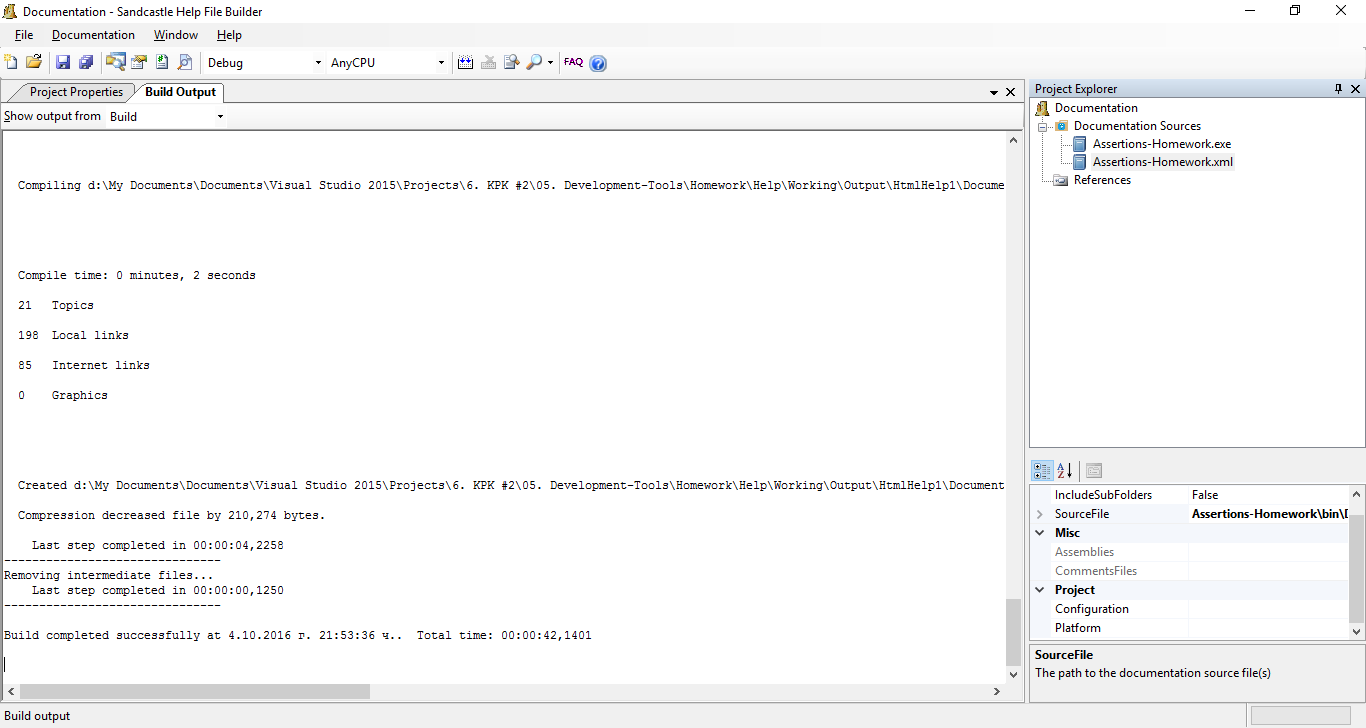 Documentation - Sandcastle Help File Builder
File Documentation Window Help
Debug AnyCPU FAQ
Project Properties Build Output
Show output from Build
Compiling d:\My Documents\Documents\Visual Studio 2015\Projects\6. KPK #2\05. Development-Tools\Homework\Help\Working\Output\HtmlHelp1\Docume
Compile time: 0 minutes, 2 seconds
21 Topics
198 Local links
85 Internet links
0 Graphics
Created d:\My Documents\Documents\Visual Studio 2015\Projects\6. KPK #2\05. Development-Tools\Homework\Help\Working\Output\HtmlHelp1\Document
Compression decreased file by 210,274 bytes.
Last step completed in 00:00:04,2258
-------------------------------
Removing intermediate files...
Last step completed in 00:00:00,1250
-------------------------------
Build completed successfully at 4.10.2016 г. 21:53:36 ч.. Total time: 00:00:42,1401
Project Explorer
Documentation
Documentation Sources
Assertions-Homework.exe
Assertions-Homework.xml
References
IncludeSubFolders False
SourceFile Assertions-Homework\bin\D
Misc
Assemblies
CommentsFiles
Project
Configuration
Platform
SourceFile
The path to the documentation source file(s)
Build output